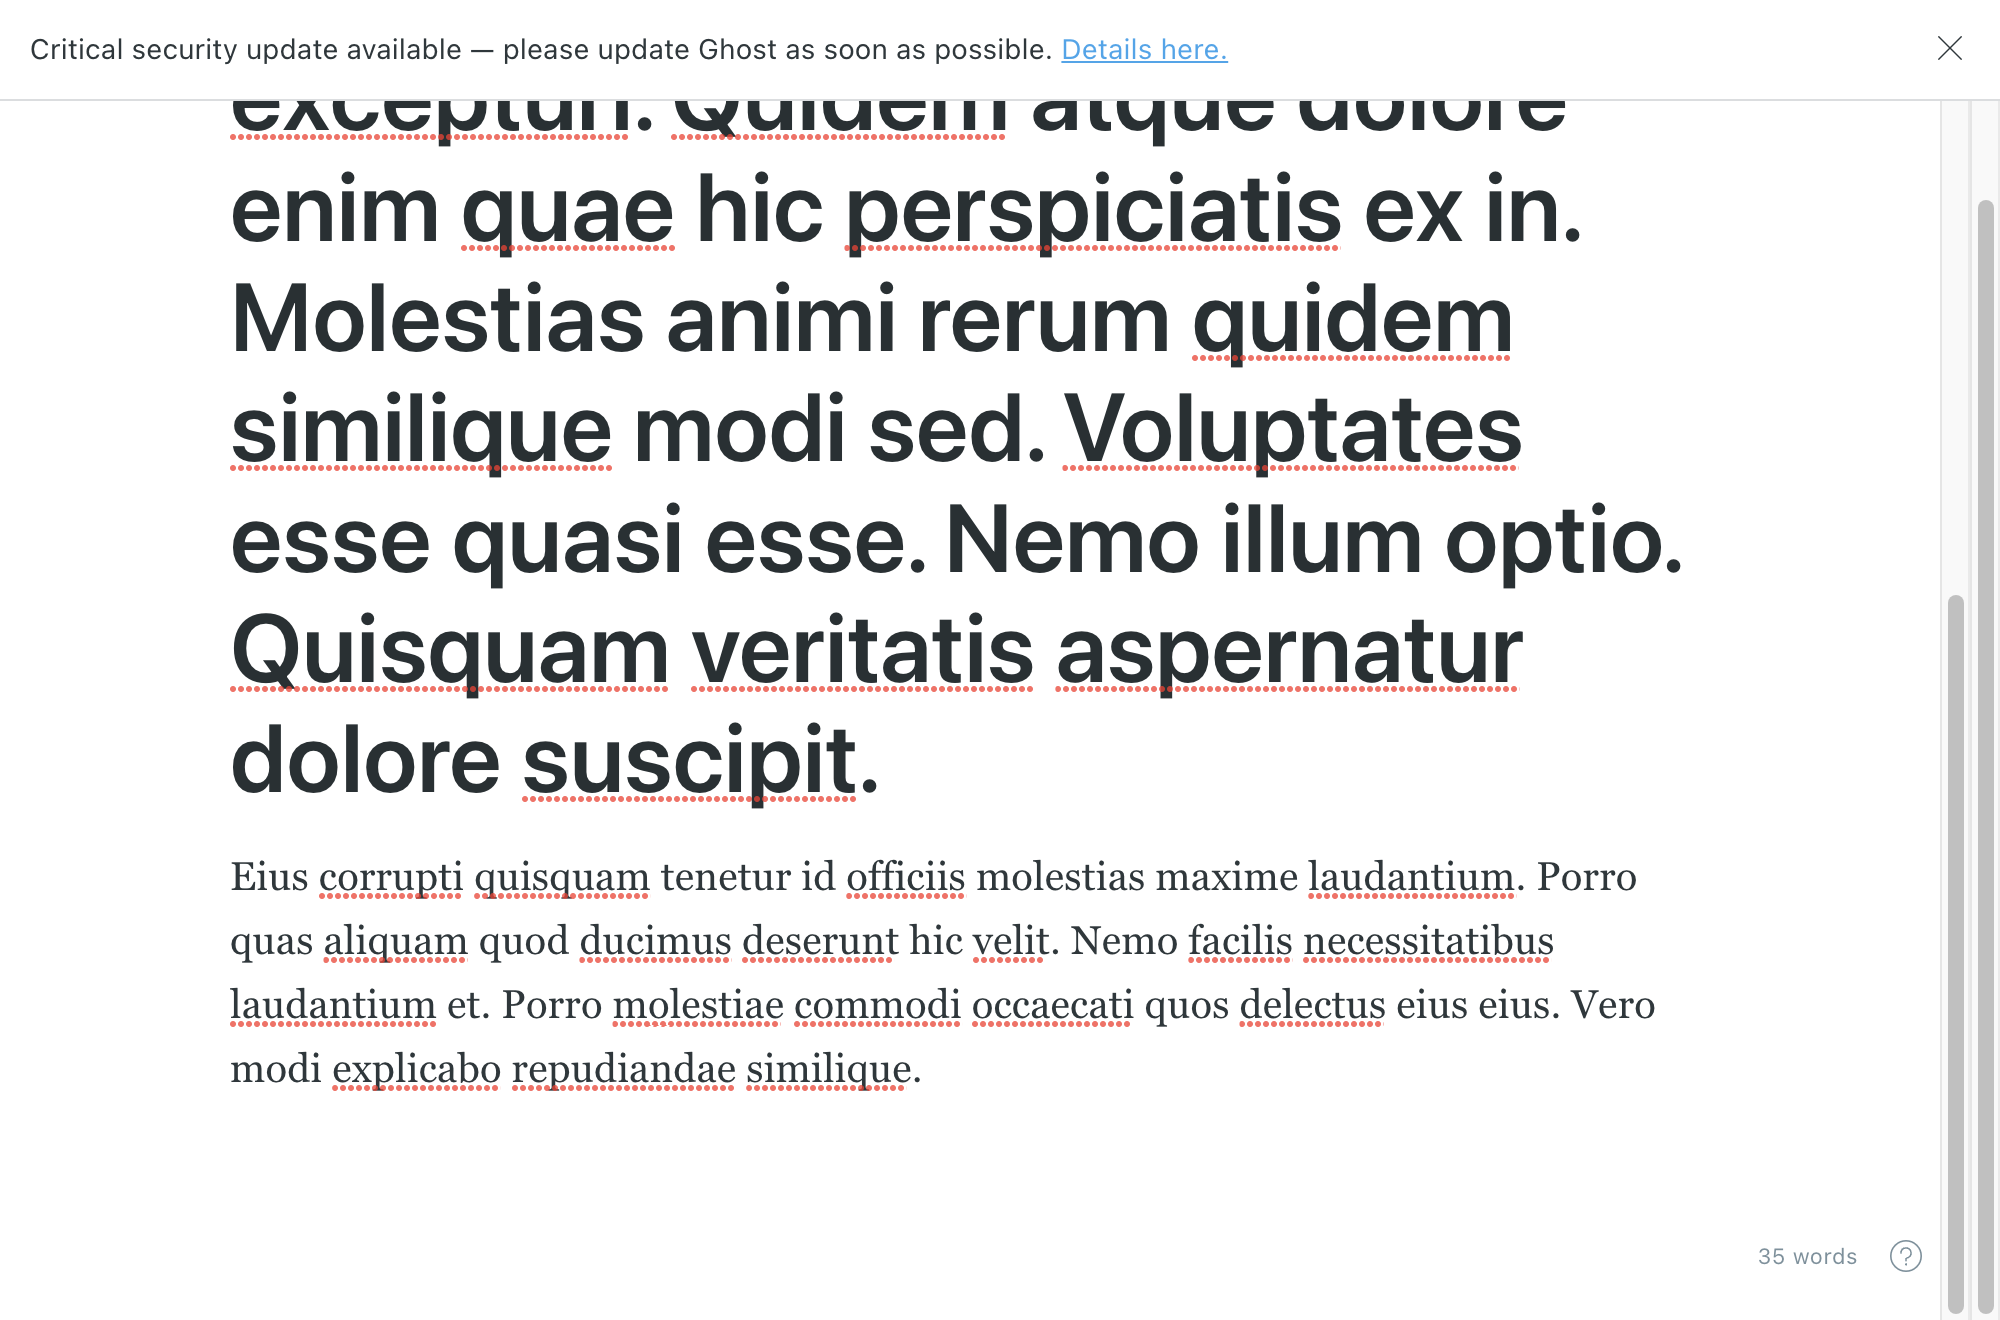 Critical security update available — please update Ghost as soon as possible. Details here.
excepturi. Quidem atque dolore
enim quae hic perspiciatis ex in.
Molestias animi rerum quidem
similique modi sed. Voluptates
esse quasi esse. Nemo illum optio.
Quisquam veritatis aspernatur
dolore suscipit.
Eius corrupti quisquam tenetur id officiis molestias maxime laudantium. Porro
quas aliquam quod ducimus deserunt hic velit. Nemo facilis necessitatibus
laudantium et. Porro molestiae commodi occaecati quos delectus eius eius. Vero
modi explicabo repudiandae similique.
35 words